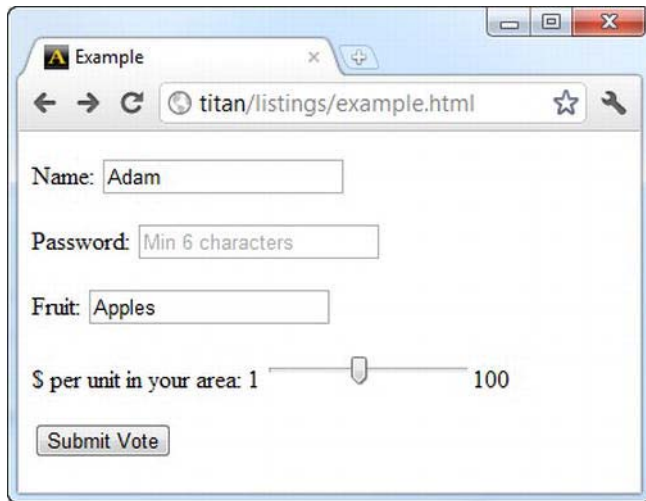 A Example
titan/listings/example.html
Name: Adam
Password: Min 6 characters
Fruit: Apples
$ per unit in your area: 1 100
Submit Vote